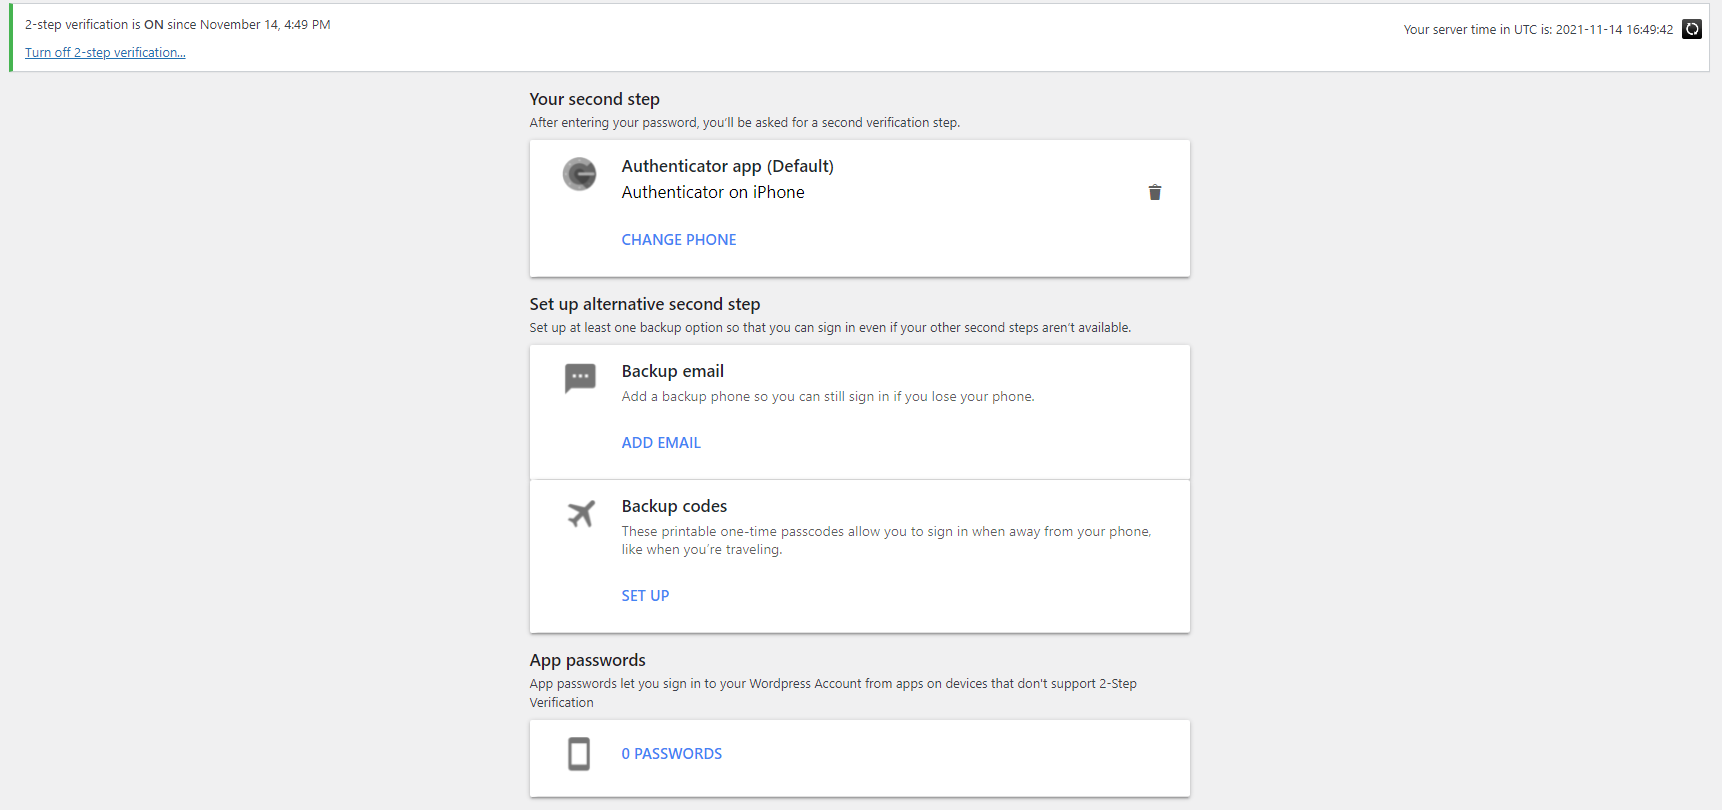 2-step verification is ON since November 14, 4:49 PM
Your server time in UTC is: 2021-11-14 16:49:42
Turn off 2-step verification...
Your second step
After entering your password, you'll be asked for a second verification step.
Authenticator app (Default)
Authenticator on iPhone
CHANGE PHONE
Set up alternative second step
Set up at least one backup option so that you can sign in even if your other second steps aren't available.
Backup email
Add a backup phone so you can still sign in if you lose your phone.
ADD EMAIL
Backup codes
These printable one-time passcodes allow you to sign in when away from your phone,
like when you're traveling.
SET UP
App passwords
App passwords let you sign in to your Wordpress Account from apps on devices that don't support 2-Step
Verification
0 PASSWORDS